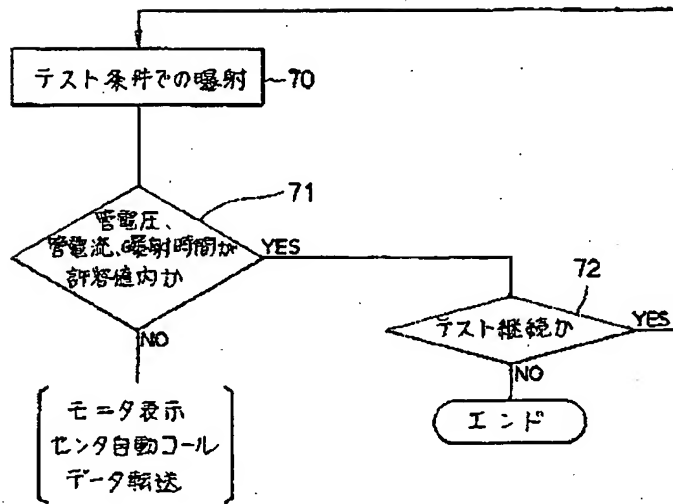 テスト条件での曝射
70
71
管電圧、
管電流、曝射時間が
許容値内か
YES
NO
72
テスト継続か
YES
NO
エンド
モニタ表示
センタ自動コール
データ転送